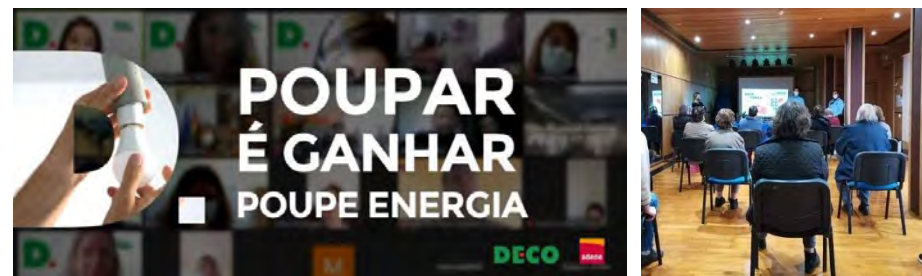 POUPAR
É GANHAR
POUPE ENERGIA
DECO
adene
D.
D.
D.
D.
M